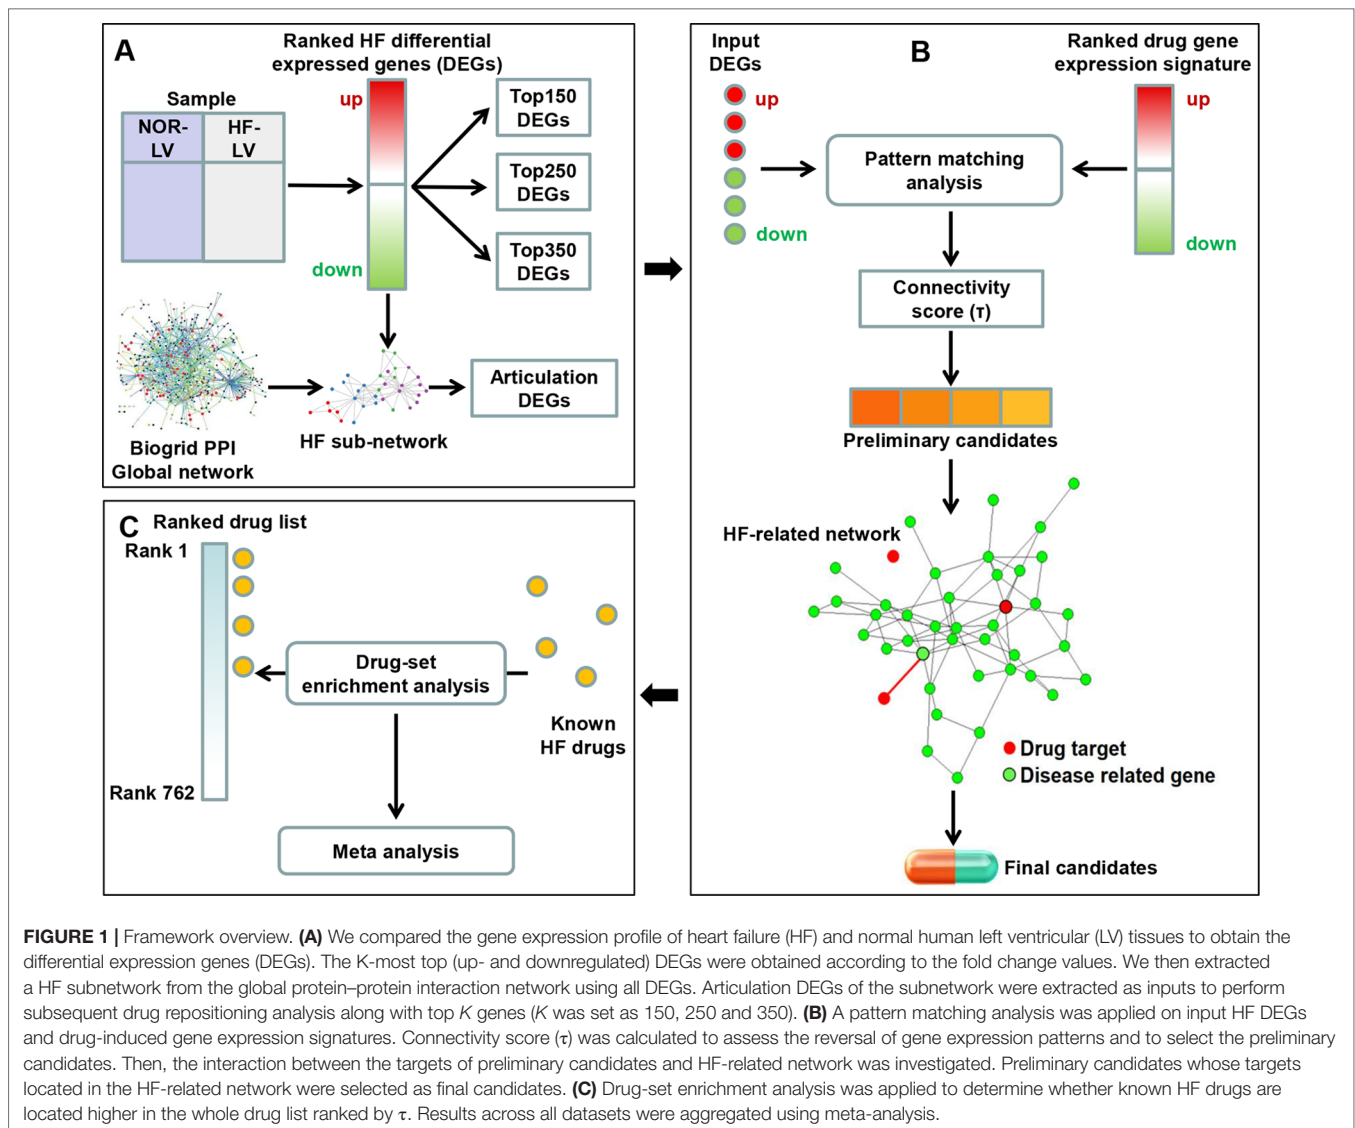 A
Ranked HF differential
expressed genes (DEGs)
Sample
NOR-
LV
HF-
LV
up
down
Top150
DEGs
Top250
DEGs
Top350
DEGs
Biogrid PPI
Global network
HF sub-network
Articulation
DEGs
B
Input
DEGs
up
down
Ranked drug gene
expression signature
up
down
Pattern matching
analysis
Connectivity
score (τ)
Preliminary candidates
HF-related network
Drug target
Disease related gene
Final candidates
C
Ranked drug list
Rank 1
Rank 762
Drug-set
enrichment analysis
Known
HF drugs
Meta analysis
FIGURE 1 | Framework overview. (A) We compared the gene expression profile of heart failure (HF) and normal human left ventricular (LV) tissues to obtain the
differential expression genes (DEGs). The K-most top (up- and downregulated) DEGs were obtained according to the fold change values. We then extracted
a HF subnetwork from the global protein–protein interaction network using all DEGs. Articulation DEGs of the subnetwork were extracted as inputs to perform
subsequent drug repositioning analysis along with top K genes (K was set as 150, 250 and 350). (B) A pattern matching analysis was applied on input HF DEGs
and drug-induced gene expression signatures. Connectivity score (τ) was calculated to assess the reversal of gene expression patterns and to select the preliminary
candidates. Then, the interaction between the targets of preliminary candidates and HF-related network was investigated. Preliminary candidates whose targets
located in the HF-related network were selected as final candidates. (C) Drug-set enrichment analysis was applied to determine whether known HF drugs are
located higher in the whole drug list ranked by τ. Results across all datasets were aggregated using meta-analysis.